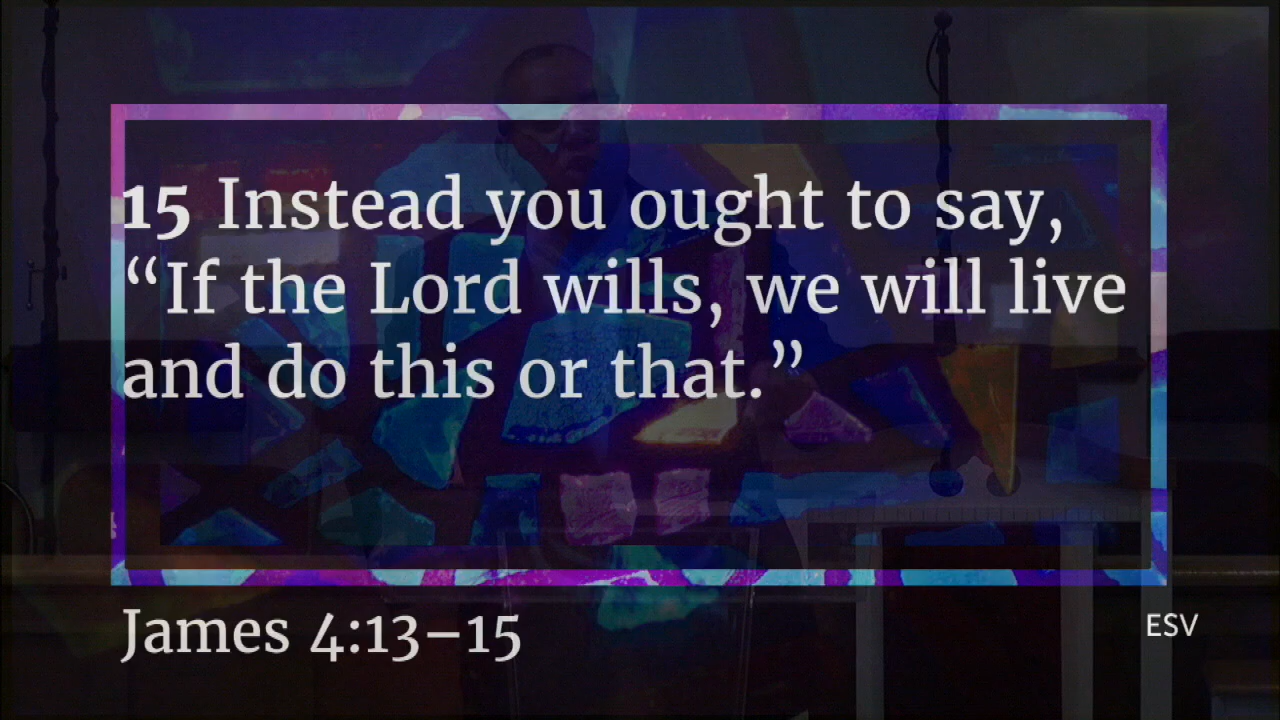 15 Instead you ought to say,
“If the Lord wills, we will live
and do this or that.”
James 4:13–15
ESV